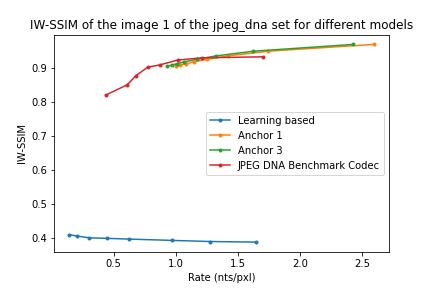 IW-SSIM of the image 1 of the jpeg_dna set for different models
IW-SSIM
0.9
0.8
0.7
0.6
0.5
0.4
Learning based
Anchor 1
Anchor 3
JPEG DNA Benchmark Codec
0.5 1.0 1.5 2.0 2.5
Rate (nts/pxl)